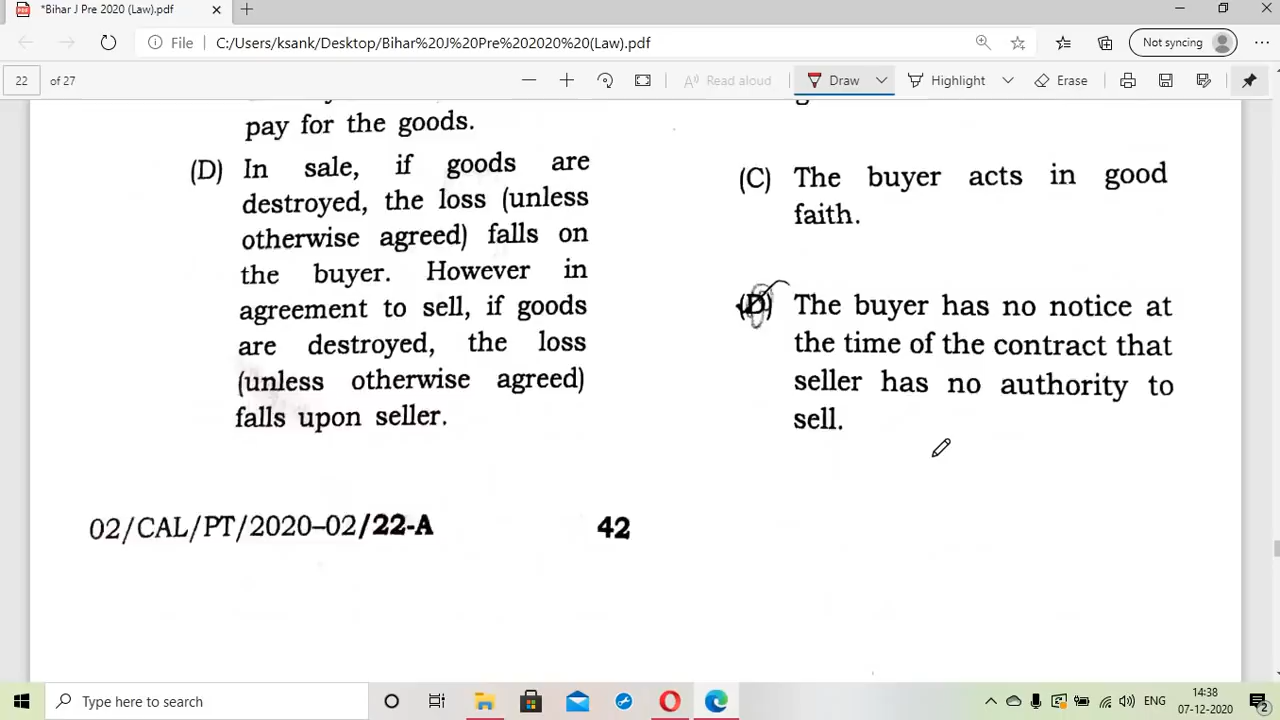 *Bihar J Pre 2020 (Law).pdf
File C:/Users/ksank/Desktop/Bihar%20J%20Pre%202020%20(Law).pdf
Not syncing
22 of 27
Read aloud
Draw
Highlight
Erase
pay for the goods.
(D) In sale, if goods are
destroyed, the loss (unless
otherwise agreed) falls on
the buyer. However in
agreement to sell, if goods
are destroyed, the loss
(unless otherwise agreed)
falls upon seller.
(C) The buyer acts in good
faith.
(D) The buyer has no notice at
the time of the contract that
seller has no authority to
sell.
02/CAL/PT/2020–02/22-A
42
Type here to search
ENG
14:38
07-12-2020
2